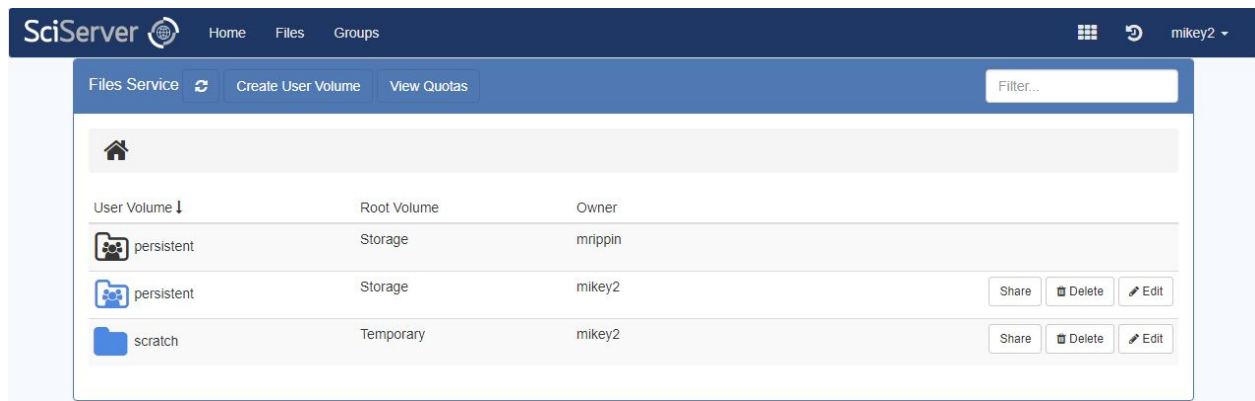 SciServer Home Files Groups mikey2
Files Service Create User Volume View Quotas Filter...
User Volume Root Volume Owner
persistent Storage mrippin
persistent Storage mikey2 Share Delete Edit
scratch Temporary mikey2 Share Delete Edit